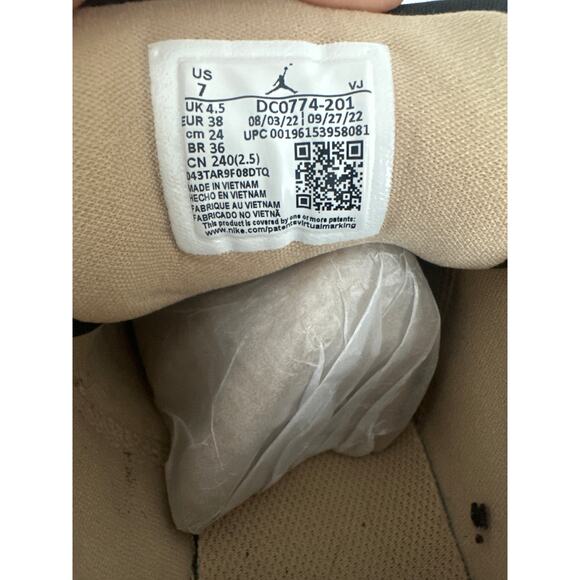 US
7
VJ
UK 4.5 DC0774-201
EUR 38 08/03/22 | 09/27/22
cm 24 UPC 00196153958081
BR 36
CN 240(2.5)
043TAR9F08DTQ
MADE IN VIETNAM
HECHO EN VIETNAM
FABRIQUE AU VIETNAM
FABRICADO NO VIETNÃ
This product is covered by one or more patents:
www.nike.com/patentsvirtualmarking